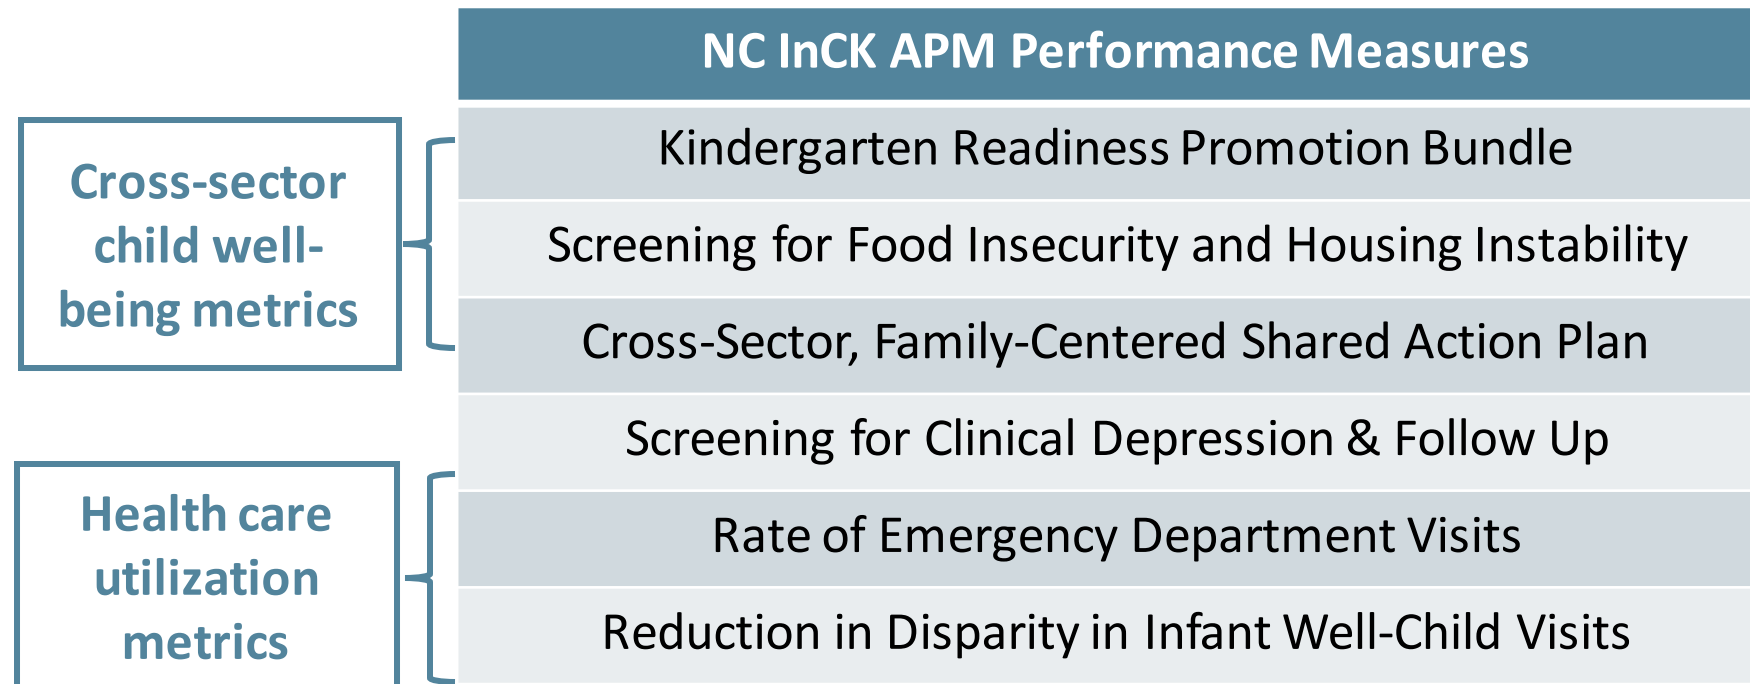 NC InCK APM Performance Measures
Cross-sector
child well-
being metrics
Kindergarten Readiness Promotion Bundle
Screening for Food Insecurity and Housing Instability
Cross-Sector, Family-Centered Shared Action Plan
Health care
utilization
metrics
Screening for Clinical Depression & Follow Up
Rate of Emergency Department Visits
Reduction in Disparity in Infant Well-Child Visits